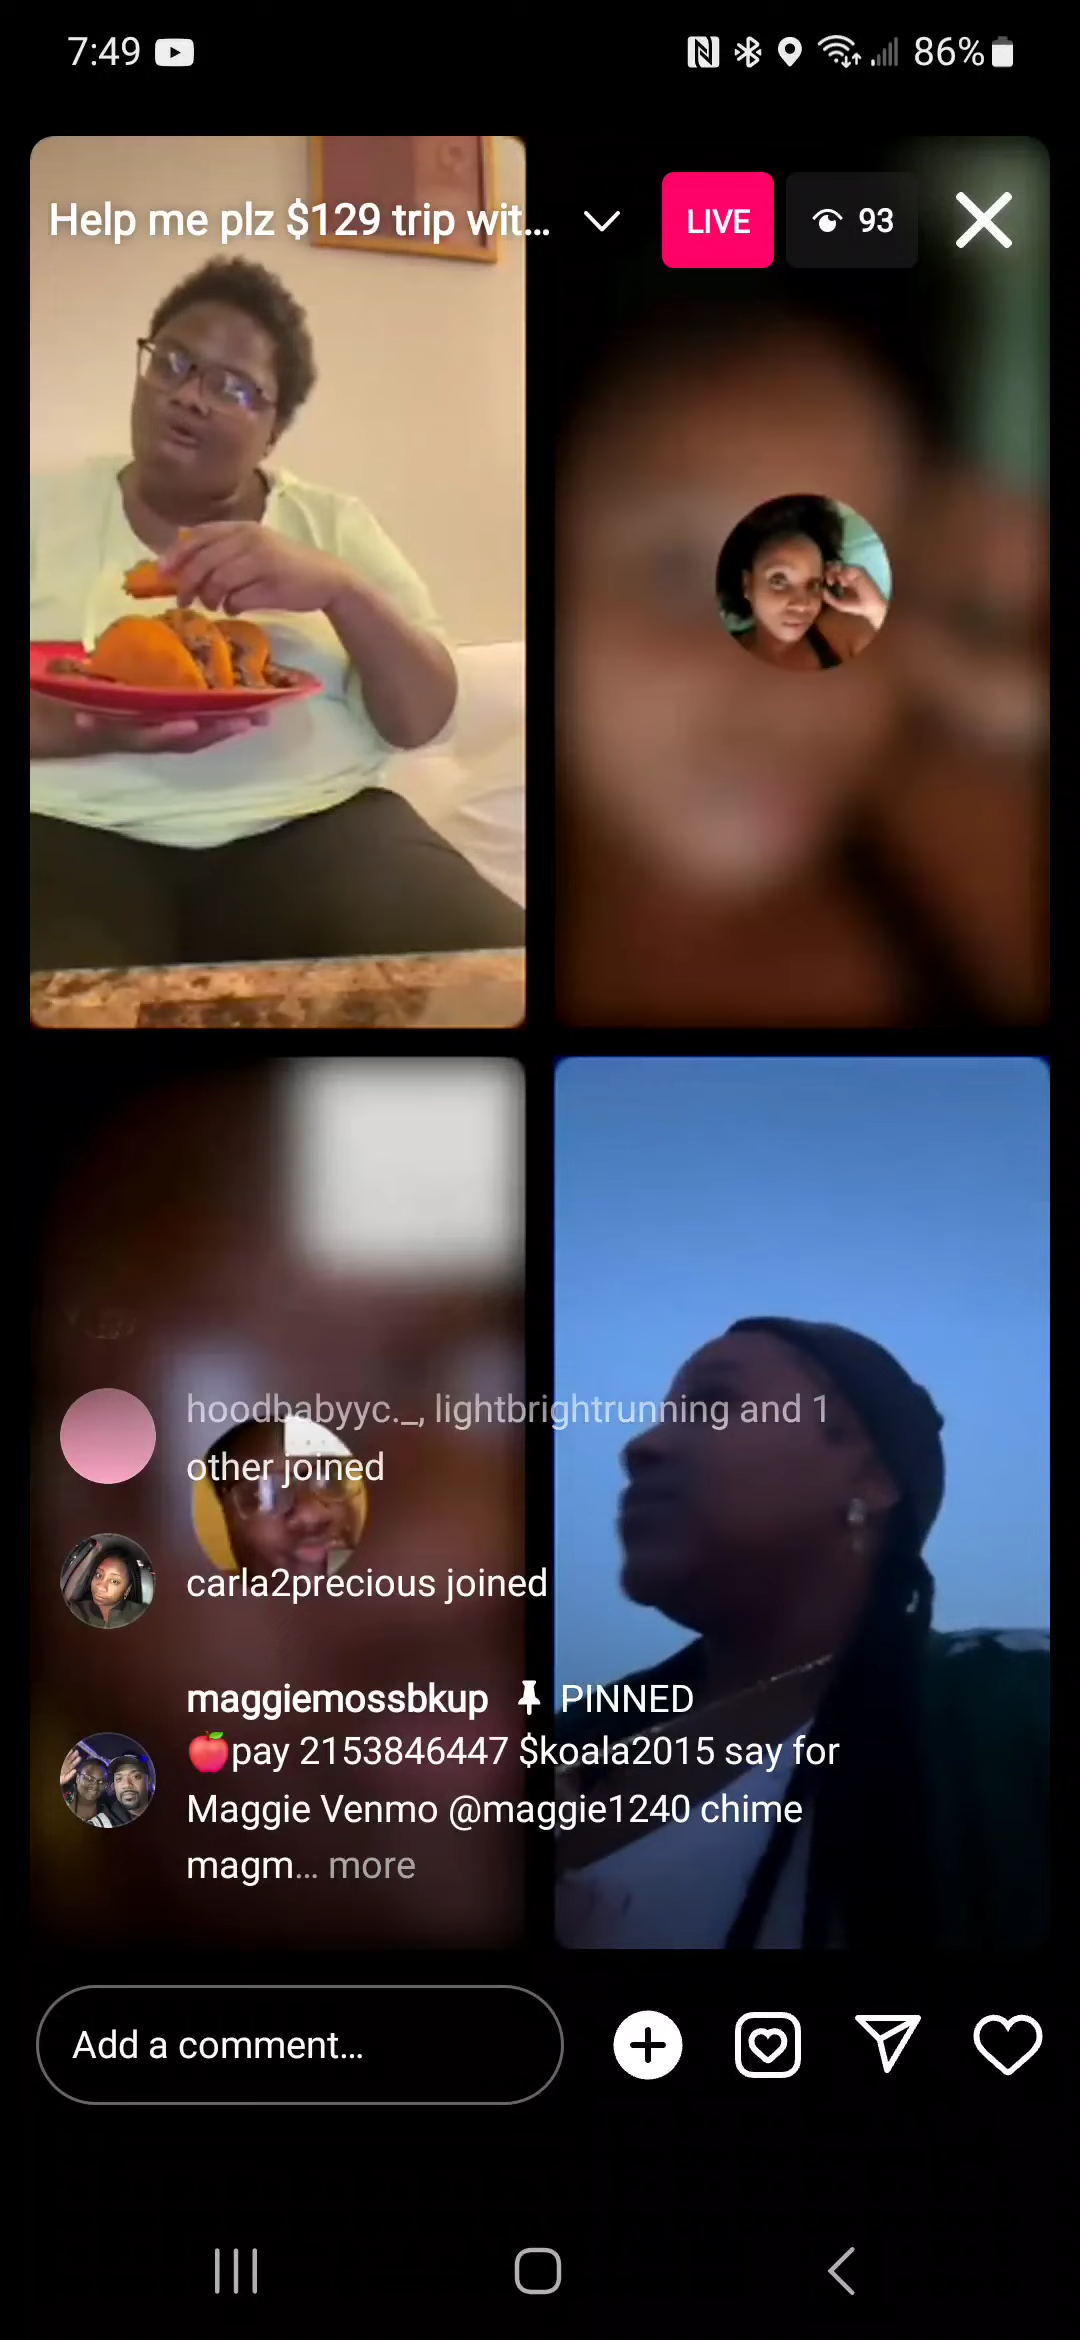 7:49
86%
Help me plz $129 trip wit...
LIVE
93
hoodbabyyc._, lightbrightrunning and 1
other joined
carla2precious joined
maggiemossbkup PINNED
🍎pay 2153846447 $koala2015 say for
Maggie Venmo @maggie1240 chime
magm... more
Add a comment...